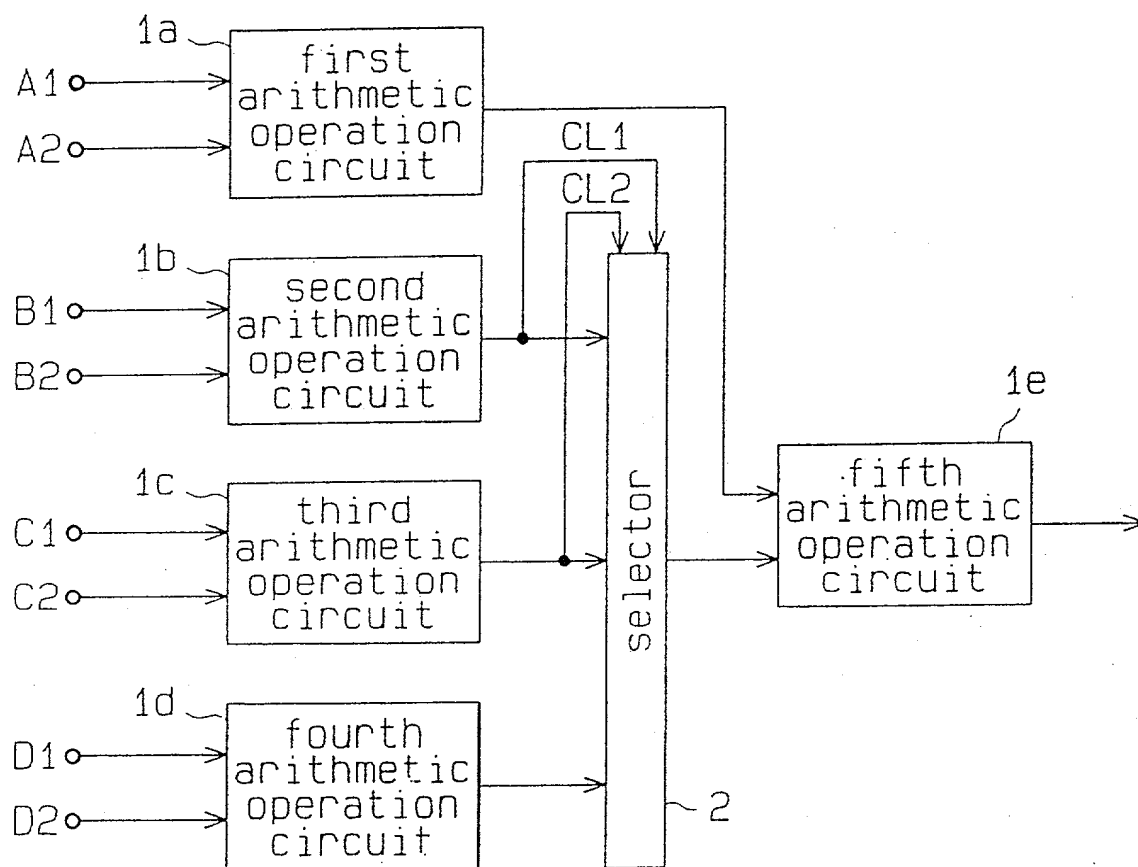 1a
first
arithmetic
operation
circuit
A1
A2
CL1
CL2
1b
second
arithmetic
operation
circuit
B1
B2
1c
third
arithmetic
operation
circuit
C1
C2
1d
fourth
arithmetic
operation
circuit
D1
D2
selector
2
1e
fifth
arithmetic
operation
circuit